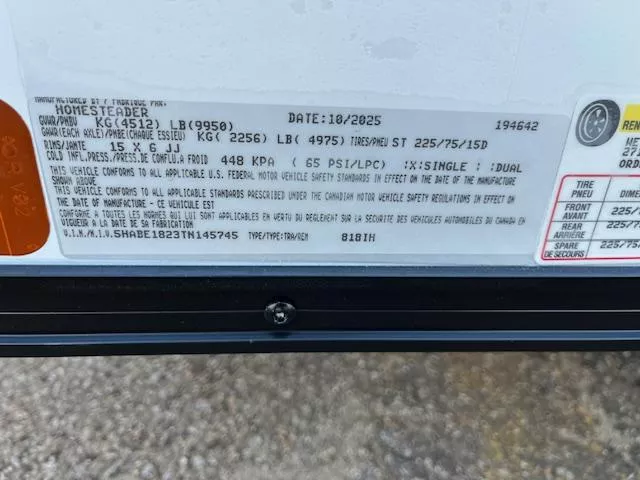 MANUFACTURED BY / FABRIQUE PAR:
HOMESTEADER
DATE:10/2025 194642
GVWR/PNBV KG(4512) LB(9950)
GAWR(EACH AXLE)/PNBE(CHAQUE ESSIEU) KG( 2256) LB( 4975) TIRES/PNEU ST 225/75/15D
RIMS/JANTE 15 X 6 JJ
COLD INFL.PRESS/PRESS.DE CONFL.A FROID 448 KPA ( 65 PSI/LPC) :X:SINGLE : :DUAL
THIS VEHICLE CONFORMS TO ALL APPLICABLE U.S. FEDERAL MOTOR VEHICLE SAFETY STANDARDS IN EFFECT ON THE DATE OF THE MANUFACTURE
SHOWN ABOVE
THIS VEHICLE CONFORMS TO ALL APPLICABLE STANDARDS PRESCRIBED UNDER THE CANADIAN MOTOR VEHICLE SAFETY REGULATIONS IN EFFECT ON THE
DATE OF MANUFACTURE
CE VEHICULE EST CONFORME A TOUTES LES NORMES QUI LUI SONT APPLICABLES EN VERTU DU REGLEMENT SUR LA SECURITE DES VEHICULES AUTOMOBILES DU CANADA EN
VIGUEUR A LA DATE DE SA FABRICATION
V.I.N./N.I.V.5HABE1823TN145745 TYPE/TYPE:TRA/REM 818IH
REN
ME
ORD
TIRE
PNEU
DIME
FRONT
AVANT
225/
REAR
ARRIÈRE
225/75
SPARE
DE SECOURS
225/75/